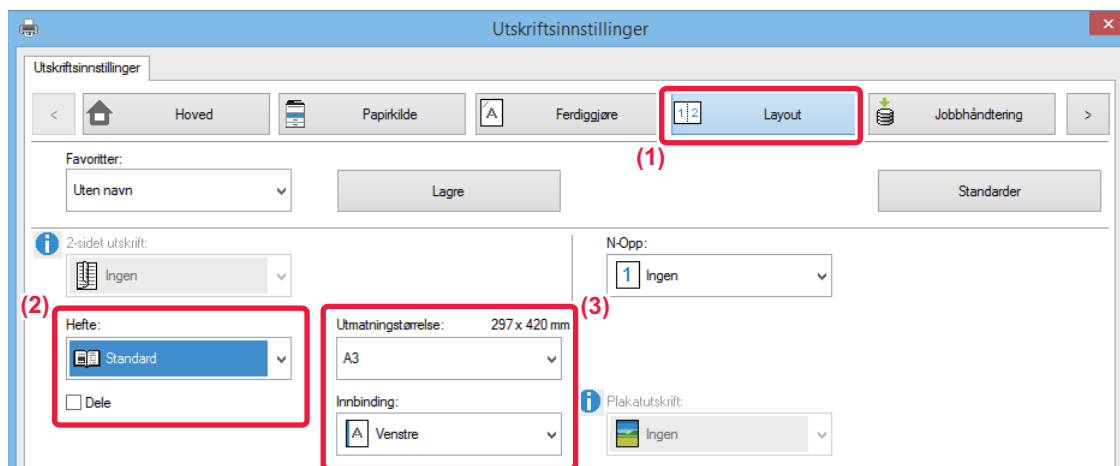 Utskriftsinnstillinger
×
Utskriftsinnstillinger
< Hoved Papirkilde A Ferdiggjøre 1 2 Layout Jobbhåndtering >
(1)
Favoritter:
Uten navn Lagre Standarder
2-sidet utskrift: N-Opp:
Ingen 1 Ingen
(2) (3)
Hefte: Utmatningstørrelse: 297 x 420 mm
Standard A3
Dele Innbinding: Plakatutskrift:
A Venstre Ingen